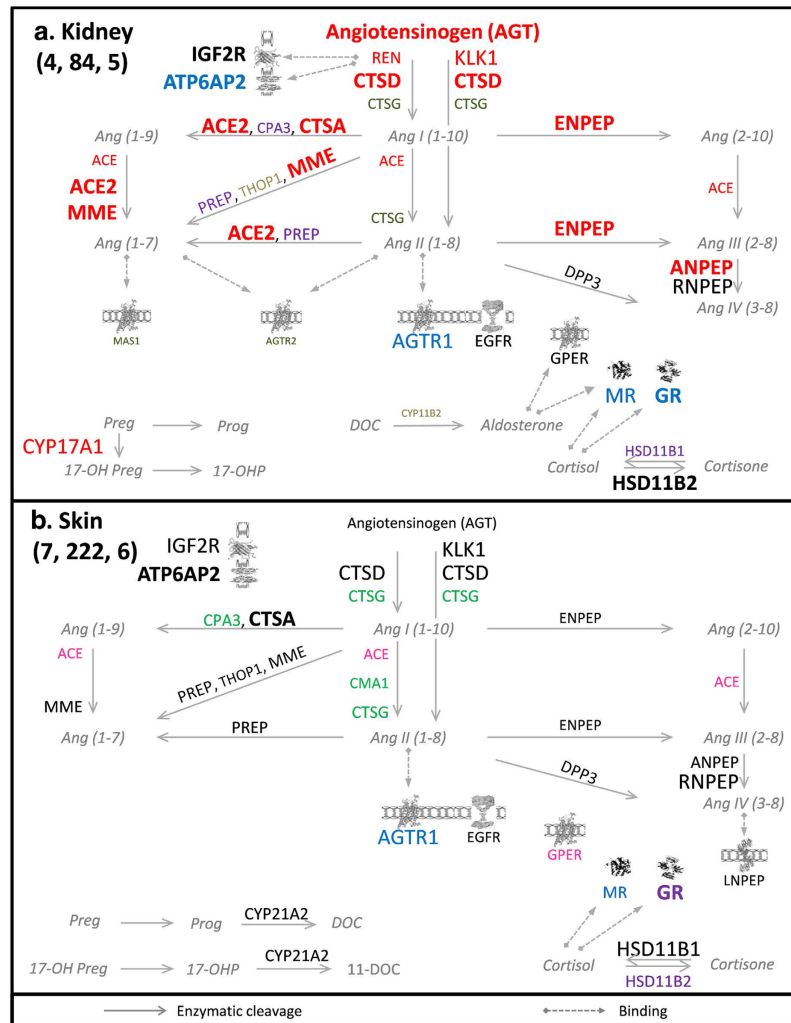 a. Kidney
(4, 84, 5)
IGF2R
ATP6AP2
Angiotensinogen (AGT)
REN
KLK1
CTSD
CTSD
CTSG
CTSG
Ang (1-9)
ACE2, CPA3, CTSA
Ang I (1-10)
ENPEP
Ang (2-10)
ACE
ACE2
MME
PREP, THOP1, MME
ACE
ACE
CTSG
Ang (1-7)
ACE2, PREP
Ang II (1-8)
ENPEP
Ang III (2-8)
ANPEP
RNPEP
DPP3
Ang IV (3-8)
MAS1
AGTR2
AGTR1
EGFR
GPER
MR
GR
Preg
Prog
DOC
CYP11B2
Aldosterone
CYP17A1
17-OH Preg
17-OHP
Cortisol
HSD11B1
HSD11B2
Cortisone
b. Skin
(7, 222, 6)
IGF2R
ATP6AP2
Angiotensinogen (AGT)
CTSD
CTSG
KLK1
CTSD
CTSG
Ang (1-9)
CPA3, CTSA
Ang I (1-10)
ENPEP
Ang (2-10)
ACE
MME
PREP, THOP1, MME
ACE
CMA1
CTSG
ACE
Ang (1-7)
PREP
Ang II (1-8)
ENPEP
Ang III (2-8)
ANPEP
RNPEP
DPP3
Ang IV (3-8)
AGTR1
EGFR
GPER
MR
GR
LNPEP
Preg
Prog
CYP21A2
DOC
17-OH Preg
17-OHP
CYP21A2
11-DOC
Cortisol
HSD11B1
HSD11B2
Cortisone
Enzymatic cleavage
Binding